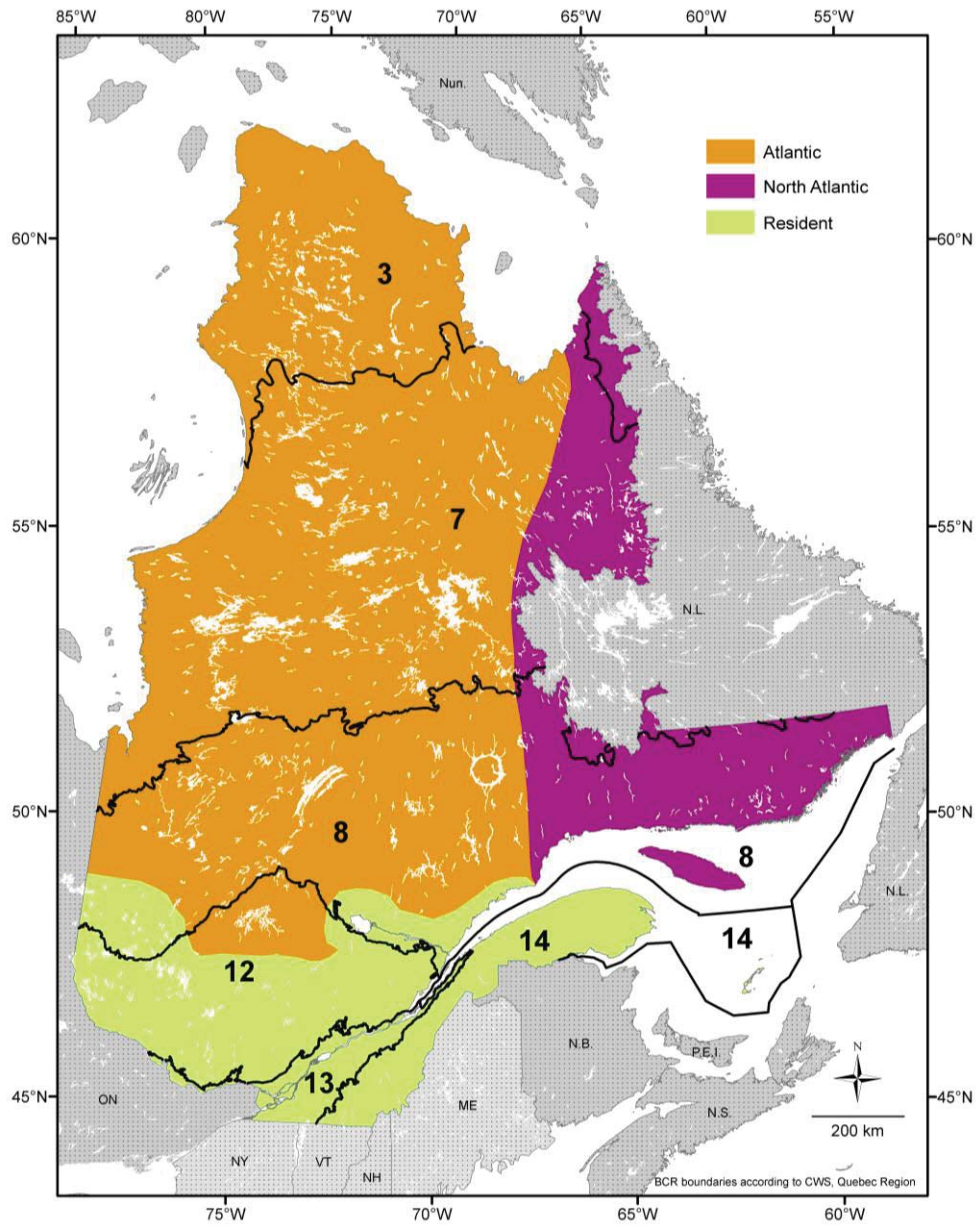 85°W 80°W 75°W 70°W 65°W 60°W 55°W
Nun.
Atlantic
North Atlantic
Resident
60°N 60°N
3
55°N 7 55°N
N.L.
50°N 50°N
8 8
N.L.
14 14
12
N
N.B. P.E.I.
13
45°N ON ME N.S. 45°N
200 km
NY VT NH
BCR boundaries according to CWS, Quebec Region
75°W 70°W 65°W 60°W